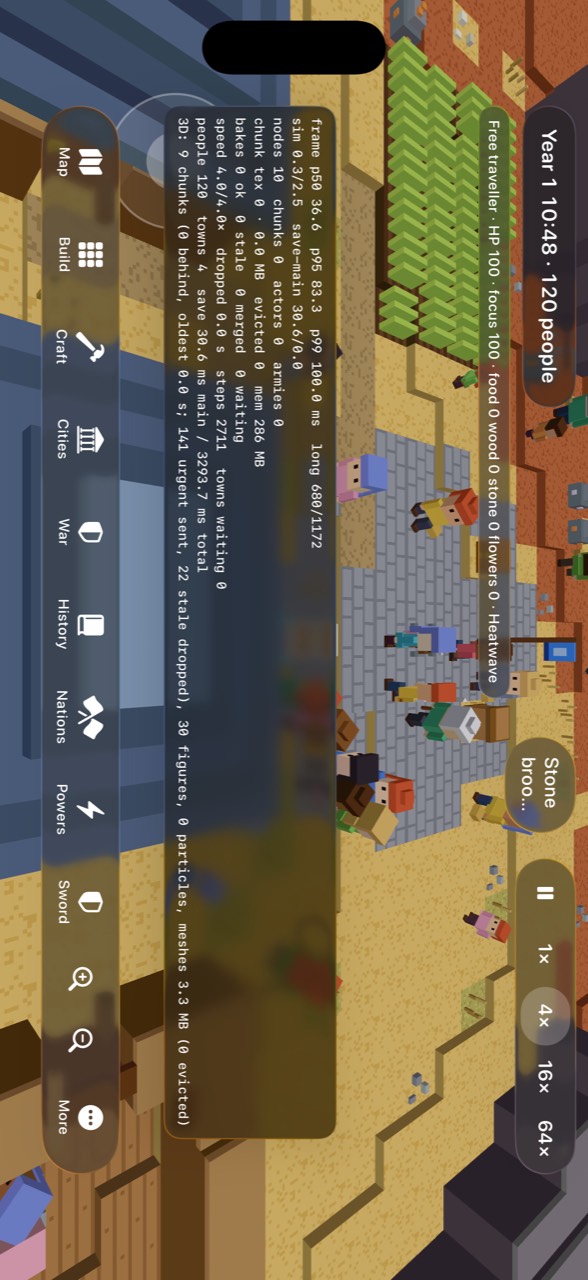 Year 1 10:48 · 120 people
Free traveller · HP 100 · focus 100 · food 0 wood 0 stone 0 flowers 0 · Heatwave
Stone
broo...
1×
4×
16×
64×
frame p50 36.6 p95 83.3 p99 100.0 ms long 680/1172
sim 0.3/2.5 save-main 30.6/0.0
nodes 10 chunks 0 actors 0 armies 0
chunk tex 0 · 0.0 MB evicted 0 mem 286 MB
bakes 0 ok 0 stale 0 merged 0 waiting
speed 4.0/4.0× dropped 0.0 s steps 2711 towns waiting 0
people 120 towns 4 save 30.6 ms main / 3293.7 ms total
3D: 9 chunks (0 behind, oldest 0.0 s; 141 urgent sent, 22 stale dropped), 30 figures, 0 particles, meshes 3.3 MB (0 evicted)
Map
Build
Craft
Cities
War
History
Nations
Powers
Sword
More